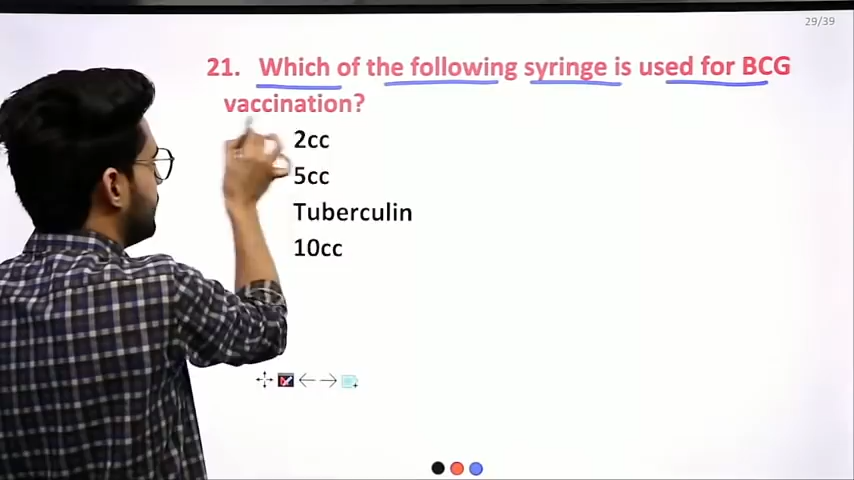 29/39
21. Which of the following syringe is used for BCG
vaccination?
2cc
5cc
Tuberculin
10cc